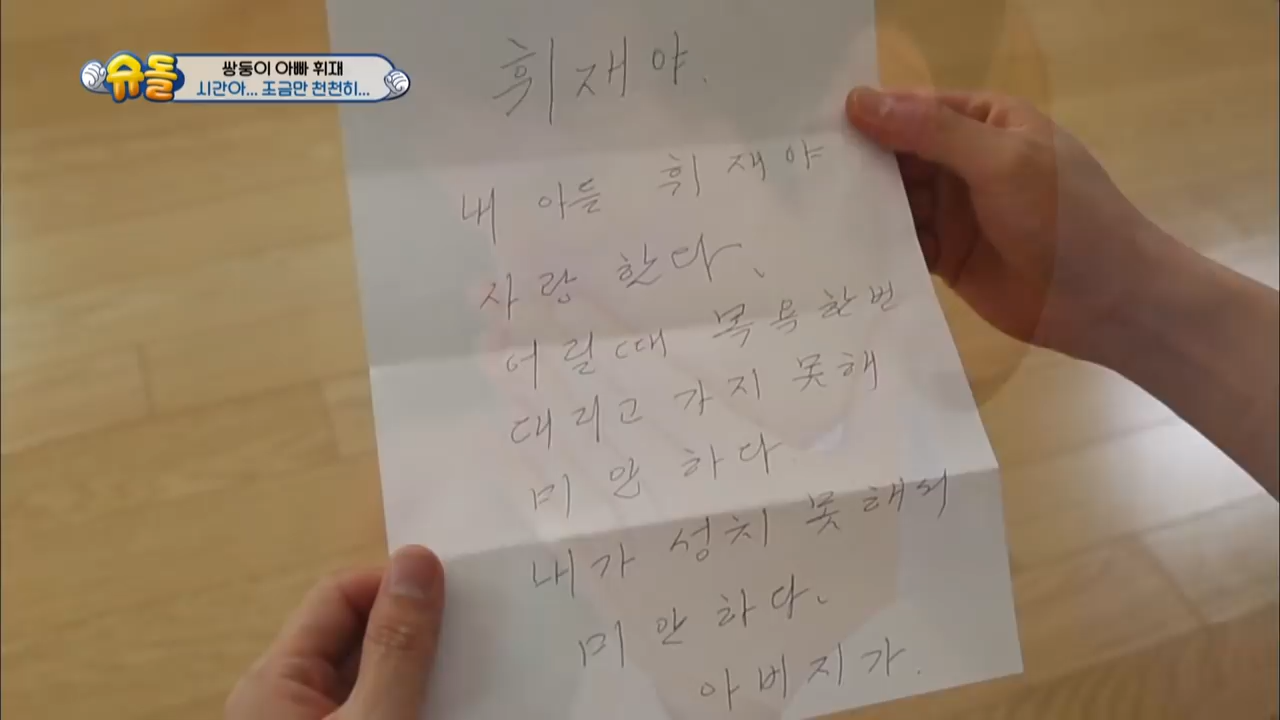 슈돌
쌍둥이 아빠 휘재
시간아... 조금만 천천히...
휘재야.
내 아들 휘재야
사랑한다.
어릴때 목욕한번
대리고 가지 못해
미안하다
내가 성치 못해서
미안하다.
아버지가.